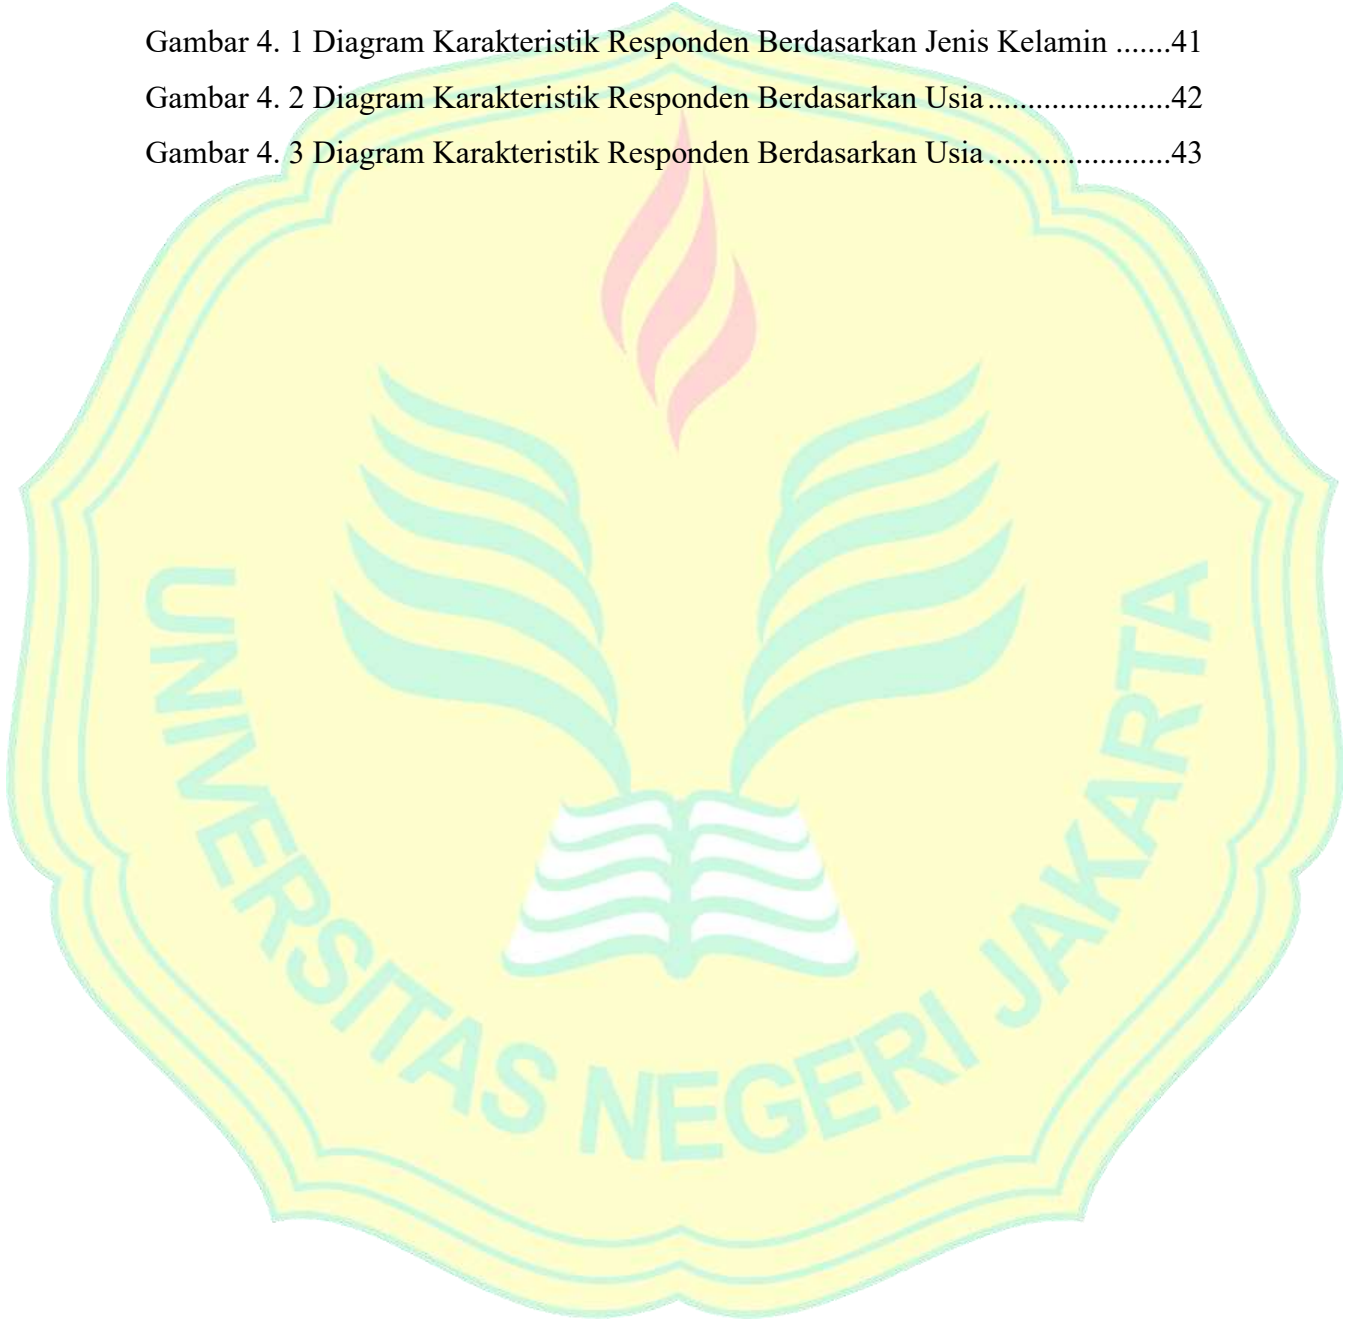 Gambar 4. 1 Diagram Karakteristik Responden Berdasarkan Jenis Kelamin .......41
Gambar 4. 2 Diagram Karakteristik Responden Berdasarkan Usia.......................42
Gambar 4. 3 Diagram Karakteristik Responden Berdasarkan Usia.......................43
UNIVERSITAS NEGERI JAKARTA